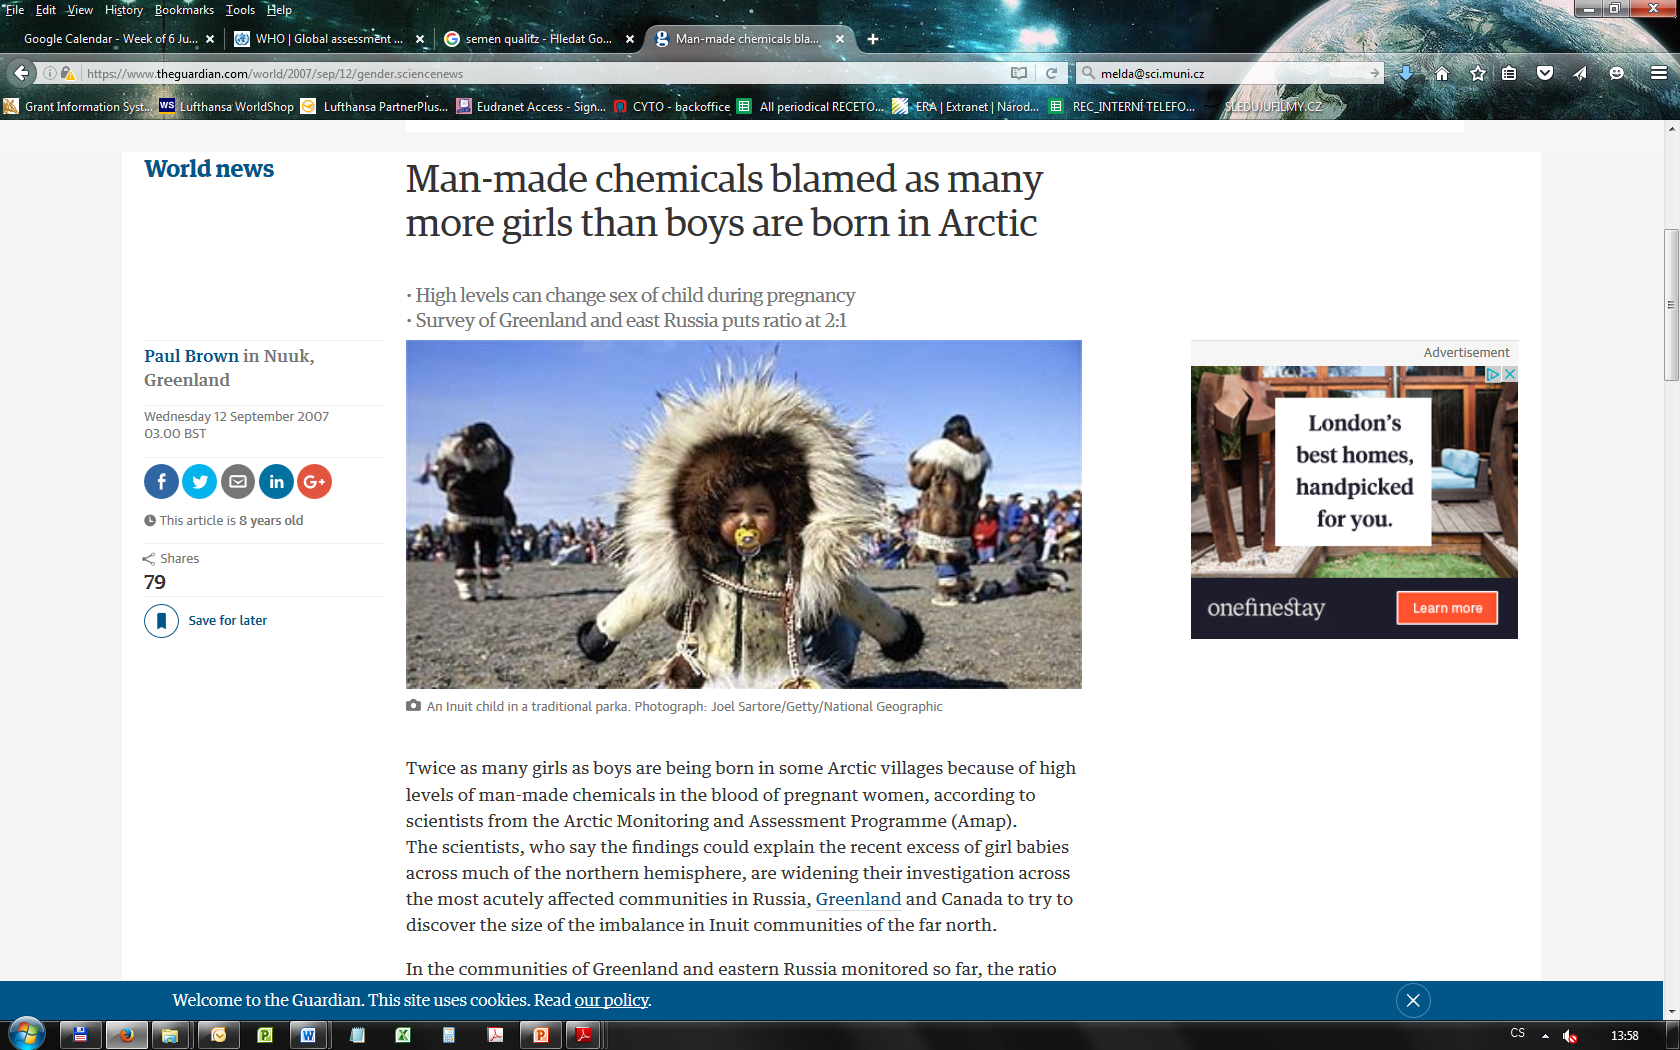 File Edit View History Bookmarks Tools Help
Google Calendar - Week of 6 Ju...
WHO | Global assessment ...
semen qualitz - Hledat Go...
Man-made chemicals bla...
https://www.theguardian.com/world/2007/sep/12/gender.sciencenews
melda@sci.muni.cz
Grant Information Syst...
WS Lufthansa WorldShop
Lufthansa PartnerPlus...
Eudranet Access - Sign...
CYTO - backoffice
All periodical RECETO...
ERA | Extranet | Národ...
REC_INTERNÍ TELEFO...
SLEDUJUFILMY.CZ
World news
Man-made chemicals blamed as many
more girls than boys are born in Arctic
· High levels can change sex of child during pregnancy
· Survey of Greenland and east Russia puts ratio at 2:1
Paul Brown in Nuuk,
Greenland
Wednesday 12 September 2007
03.00 BST
This article is 8 years old
Shares
79
Save for later
Advertisement
London's
best homes,
handpicked
for you.
onefinestay
Learn more
An Inuit child in a traditional parka. Photograph: Joel Sartore/Getty/National Geographic
Twice as many girls as boys are being born in some Arctic villages because of high
levels of man-made chemicals in the blood of pregnant women, according to
scientists from the Arctic Monitoring and Assessment Programme (Amap).
The scientists, who say the findings could explain the recent excess of girl babies
across much of the northern hemisphere, are widening their investigation across
the most acutely affected communities in Russia, Greenland and Canada to try to
discover the size of the imbalance in Inuit communities of the far north.
In the communities of Greenland and eastern Russia monitored so far, the ratio
Welcome to the Guardian. This site uses cookies. Read our policy.
CS
13:58